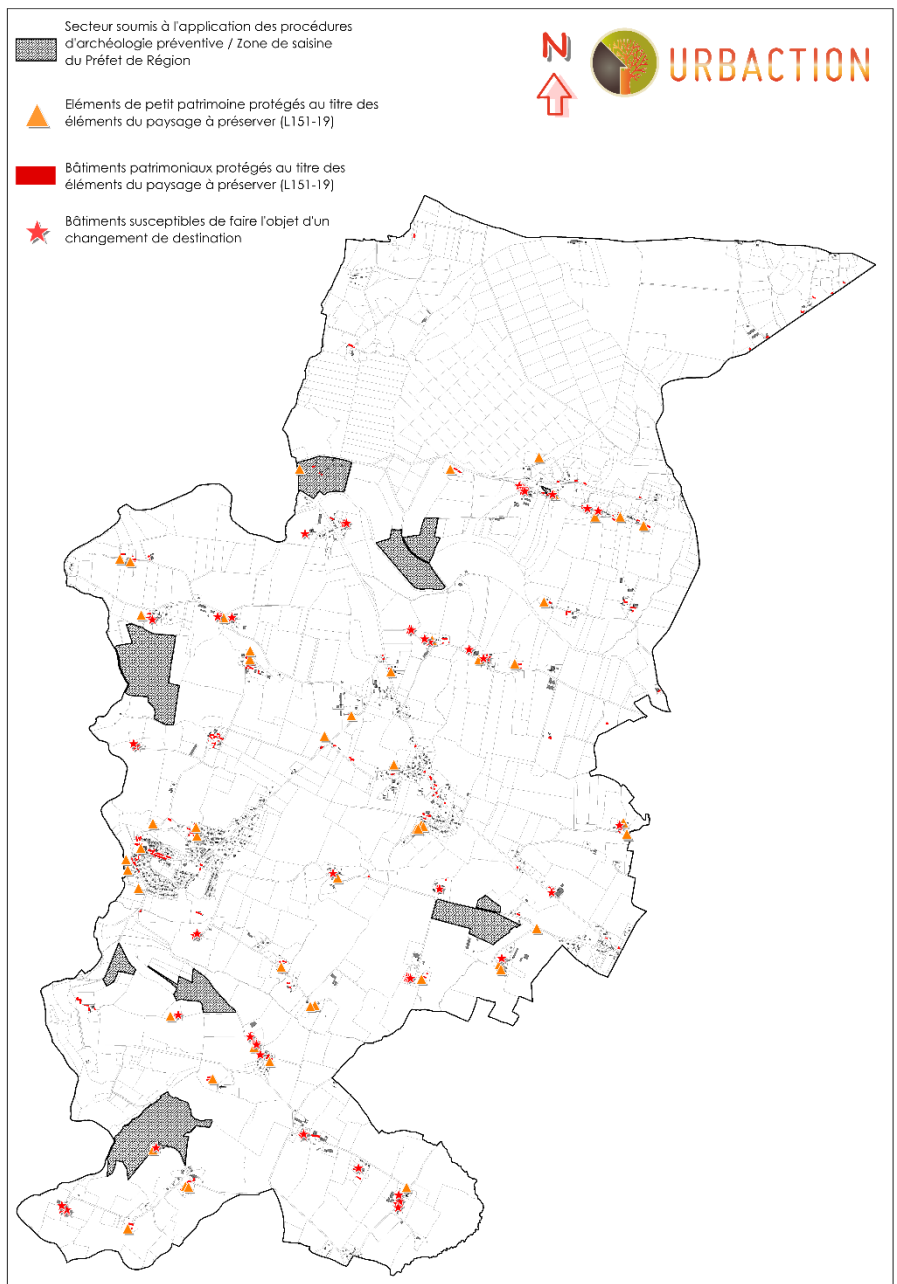 Secteur soumis à l'application des procédures
d'archéologie préventive / Zone de saisine
du Préfet de Région
N
URBACTION
Eléments de petit patrimoine protégés au titre des
éléments du paysage à préserver (L151-19)
Bâtiments patrimoniaux protégés au titre des
éléments du paysage à préserver (L151-19)
Bâtiments susceptibles de faire l'objet d'un
changement de destination